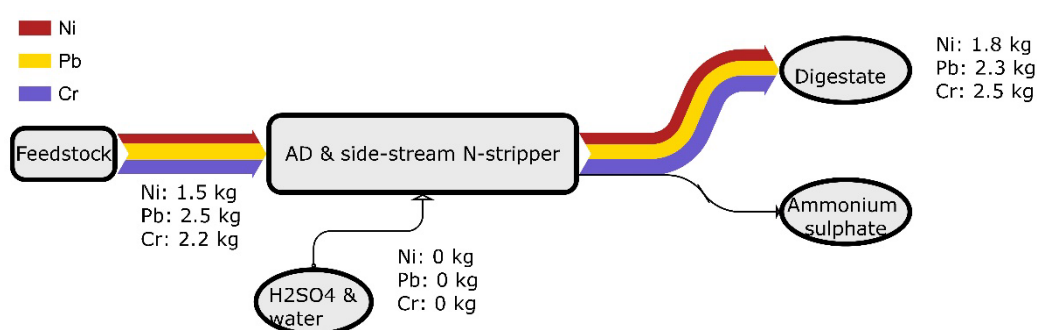 Ni
Pb
Cr
Feedstock
Ni: 1.5 kg
Pb: 2.5 kg
Cr: 2.2 kg
AD & side-stream N-stripper
H2SO4 &
water
Ni: 0 kg
Pb: 0 kg
Cr: 0 kg
Digestate
Ni: 1.8 kg
Pb: 2.3 kg
Cr: 2.5 kg
Ammonium
sulphate